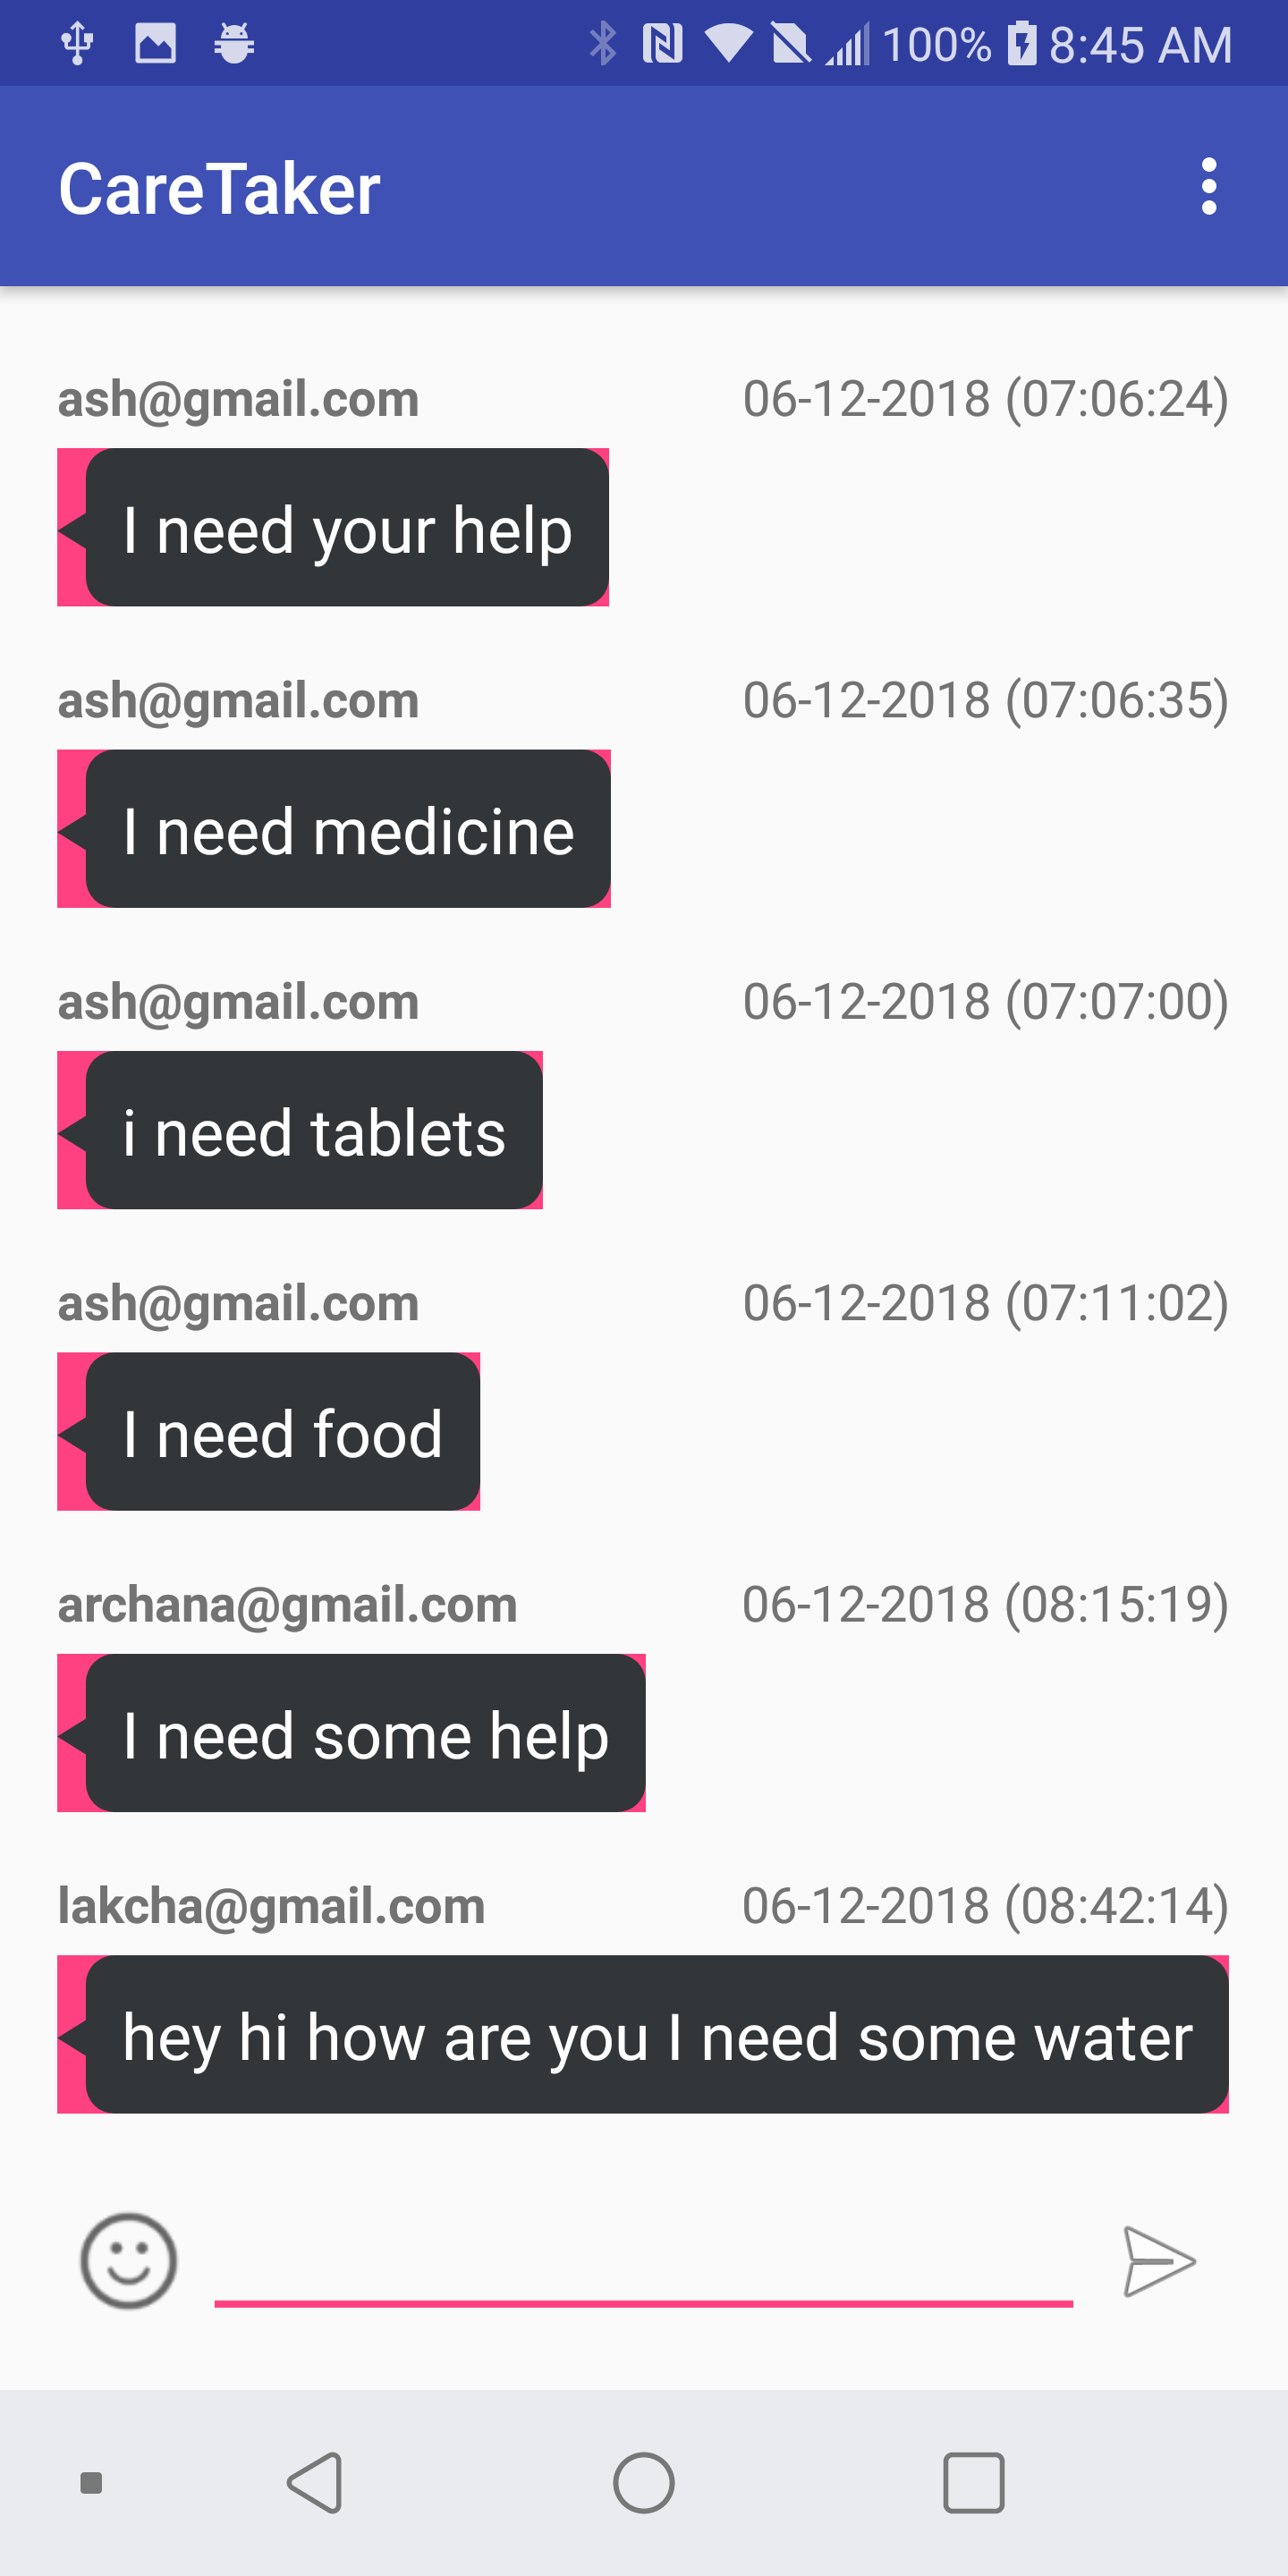 100% 8:45 AM
CareTaker
ash@gmail.com 06-12-2018 (07:06:24)
I need your help
ash@gmail.com 06-12-2018 (07:06:35)
I need medicine
ash@gmail.com 06-12-2018 (07:07:00)
i need tablets
ash@gmail.com 06-12-2018 (07:11:02)
I need food
archana@gmail.com 06-12-2018 (08:15:19)
I need some help
lakcha@gmail.com 06-12-2018 (08:42:14)
hey hi how are you I need some water